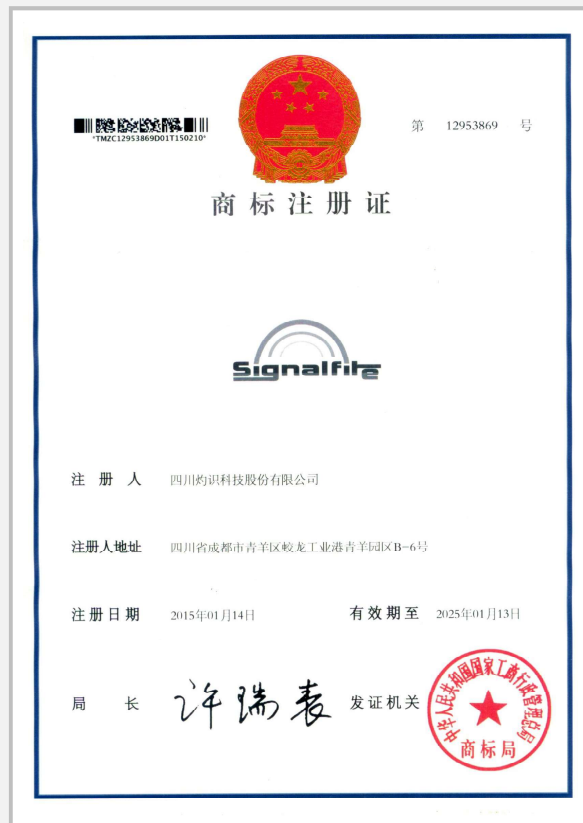 *TMZC12953869D01T150210*
第 12953869 号
商标注册证
Signalfire
注册人 四川灼识科技股份有限公司
注册人地址 四川省成都市青羊区蛟龙工业港青羊园区B-6号
注册日期 2015年01月14日 有效期至 2025年01月13日
局长 许瑞表 发证机关
中华人民共和国国家工商行政管理总局
商标局